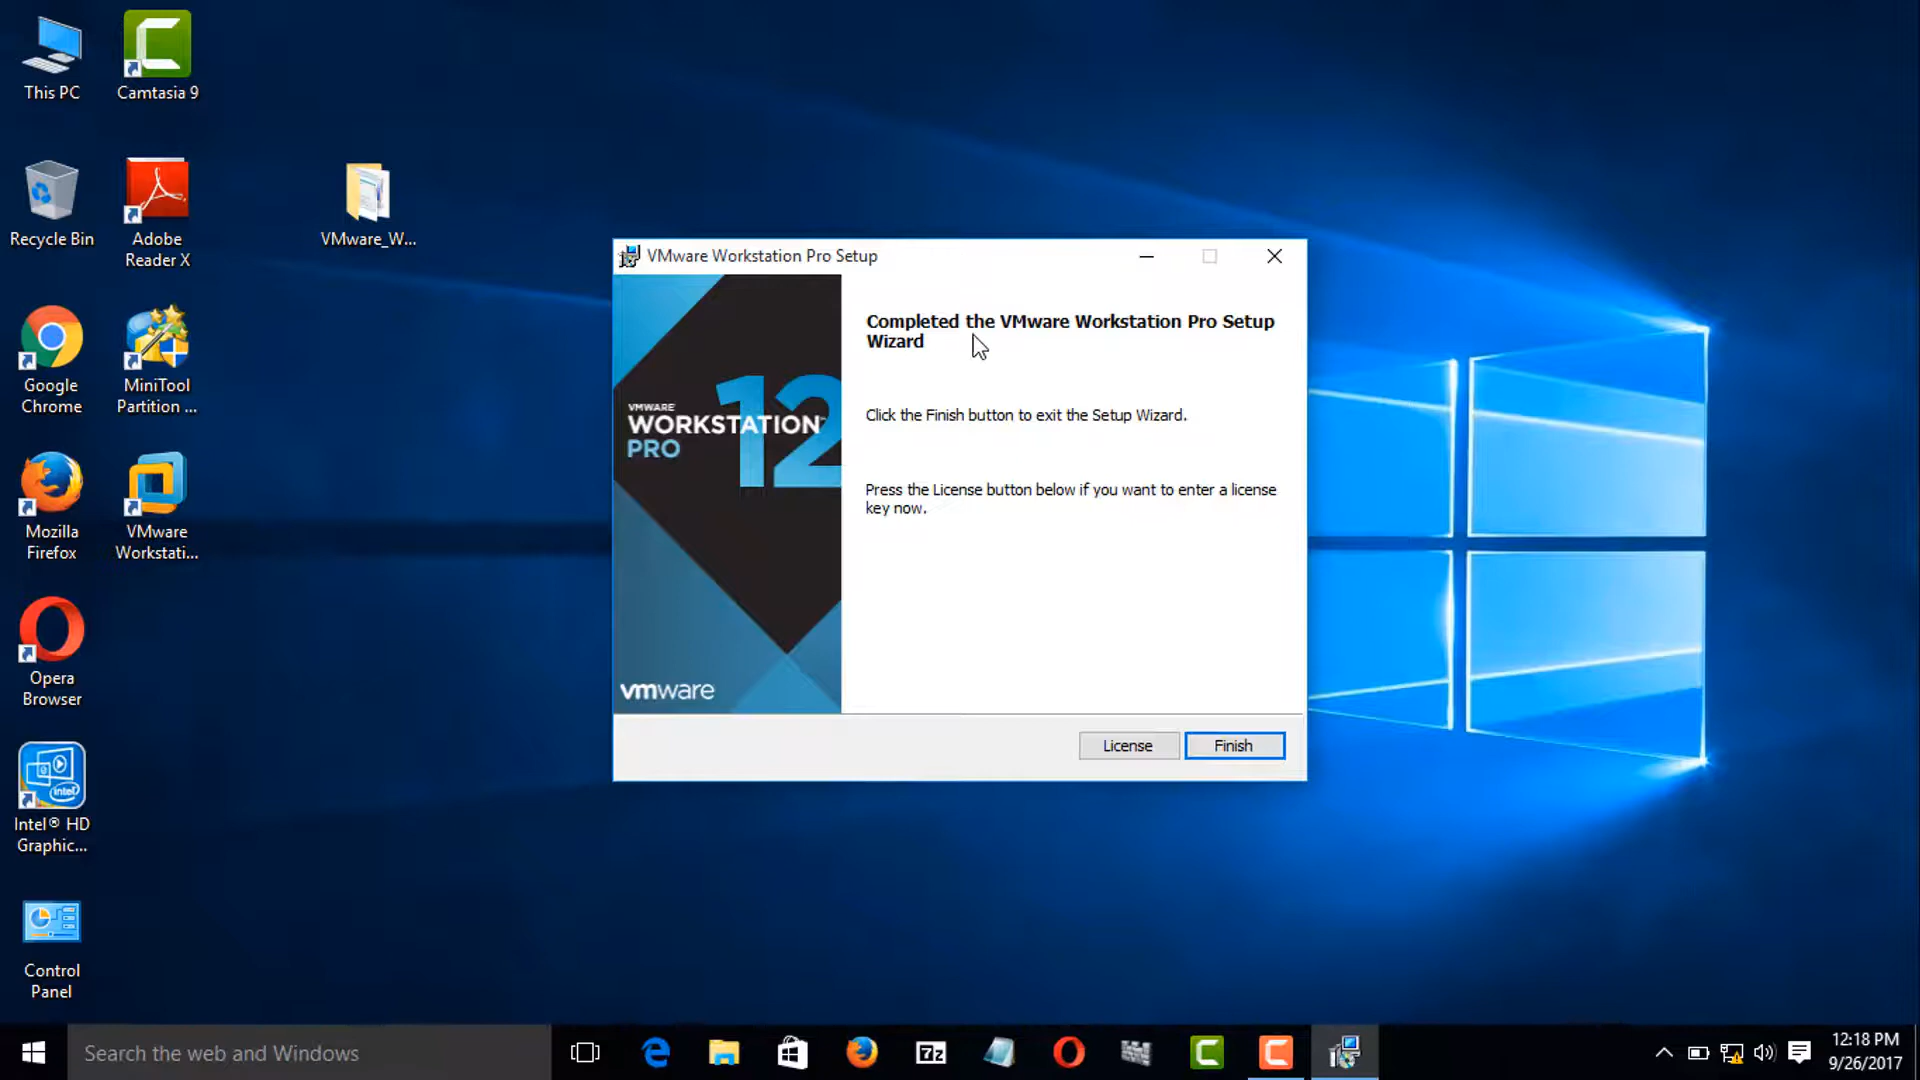 This PC
Camtasia 9
Recycle Bin
Adobe
Reader X
VMware_W...
Google
Chrome
MiniTool
Partition ...
Mozilla
Firefox
VMware
Workstati...
Opera
Browser
intel
Intel® HD
Graphic...
Control
Panel
VMware Workstation Pro Setup
VMWARE
WORKSTATION™
PRO
12
vmware
Completed the VMware Workstation Pro Setup
Wizard
Click the Finish button to exit the Setup Wizard.
Press the License button below if you want to enter a license
key now.
License
Finish
Search the web and Windows
7z
12:18 PM
9/26/2017